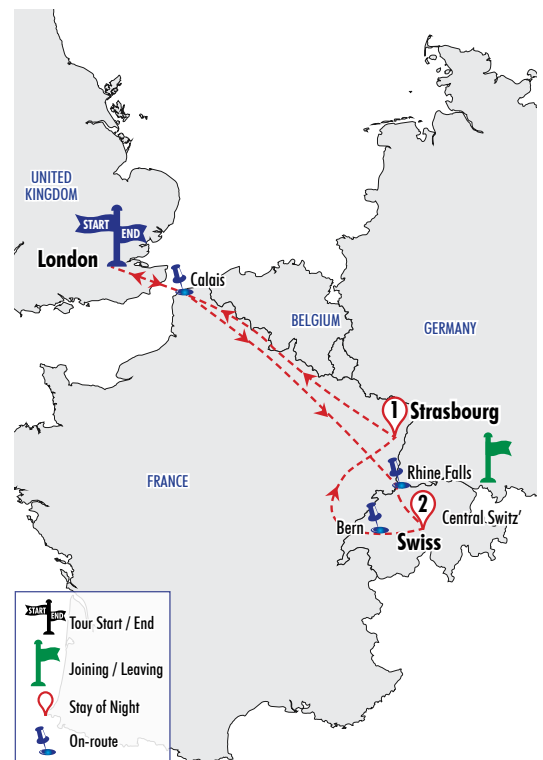 UNITED
KINGDOM
START
END
London
Calais
BELGIUM
GERMANY
1
Strasbourg
Rhine Falls
FRANCE
2
Central Switz'
Bern
Swiss
START
END
Tour Start / End
Joining / Leaving
Stay of Night
On-route